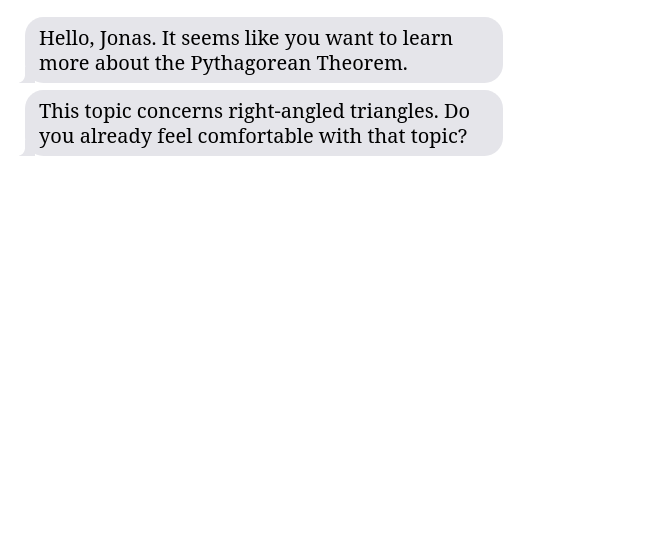 Hello, Jonas. It seems like you want to learn
more about the Pythagorean Theorem.
This topic concerns right-angled triangles. Do
you already feel comfortable with that topic?